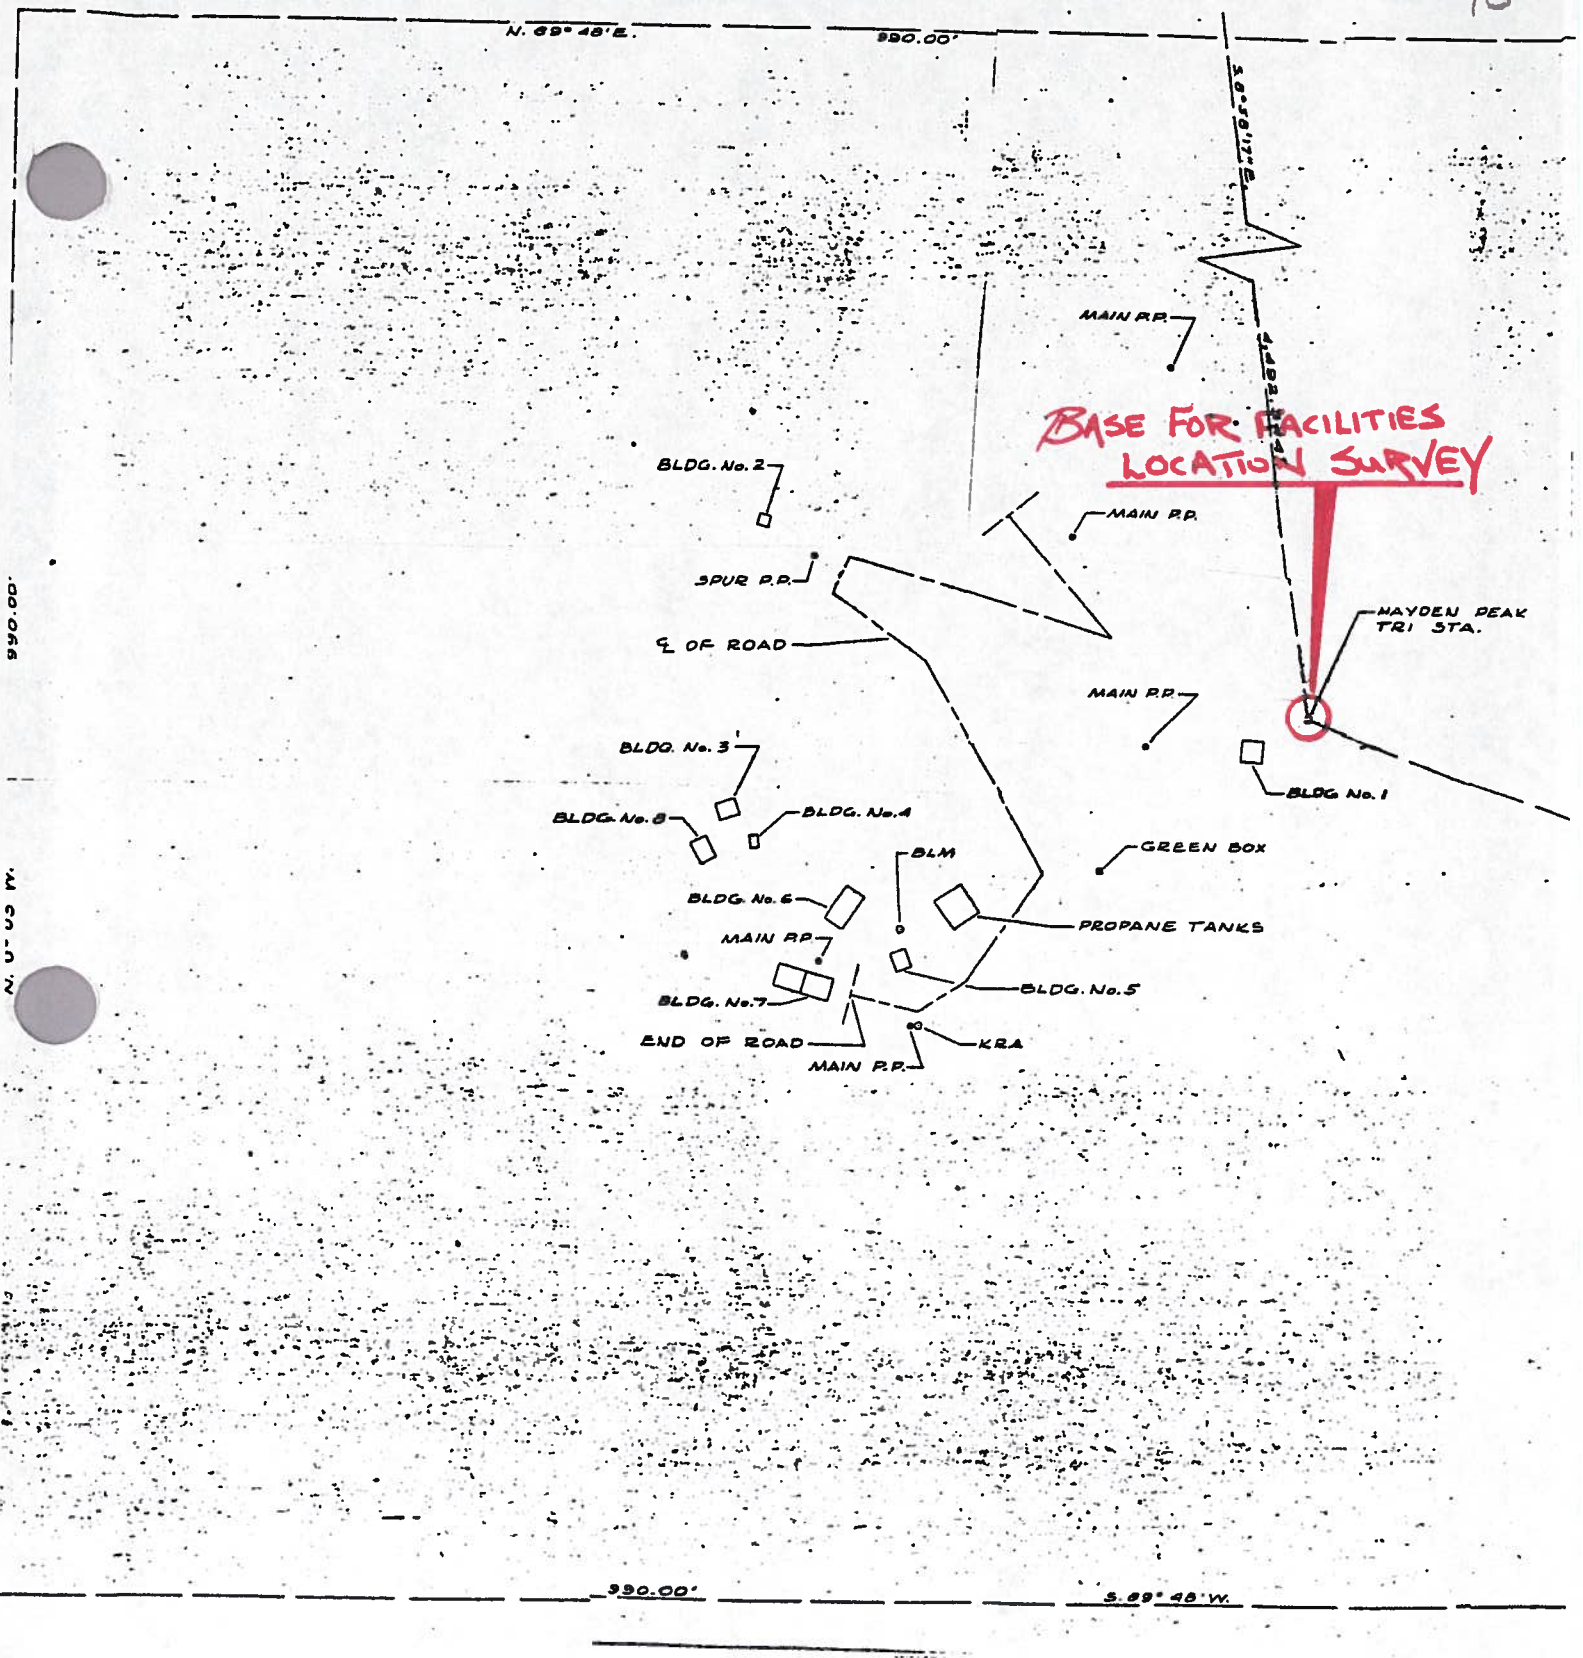 N. 89° 48' E.
990.00'
S. 8° 58' 17" E.
MAIN P.P.
BASE FOR FACILITIES
LOCATION SURVEY
BLDG. No. 2
MAIN P.P.
SPUR P.P.
990.00'
HAYDEN PEAK
TRI STA.
℄ OF ROAD
MAIN P.P.
BLDG. No. 3
BLDG. No. 1
BLDG. No. 8
BLDG. No. 4
BLM
GREEN BOX
BLDG. No. 6
PROPANE TANKS
MAIN P.P.
BLDG. No. 7
BLDG. No. 5
END OF ROAD
KRA
MAIN P.P.
990.00'
S. 89° 48' W.